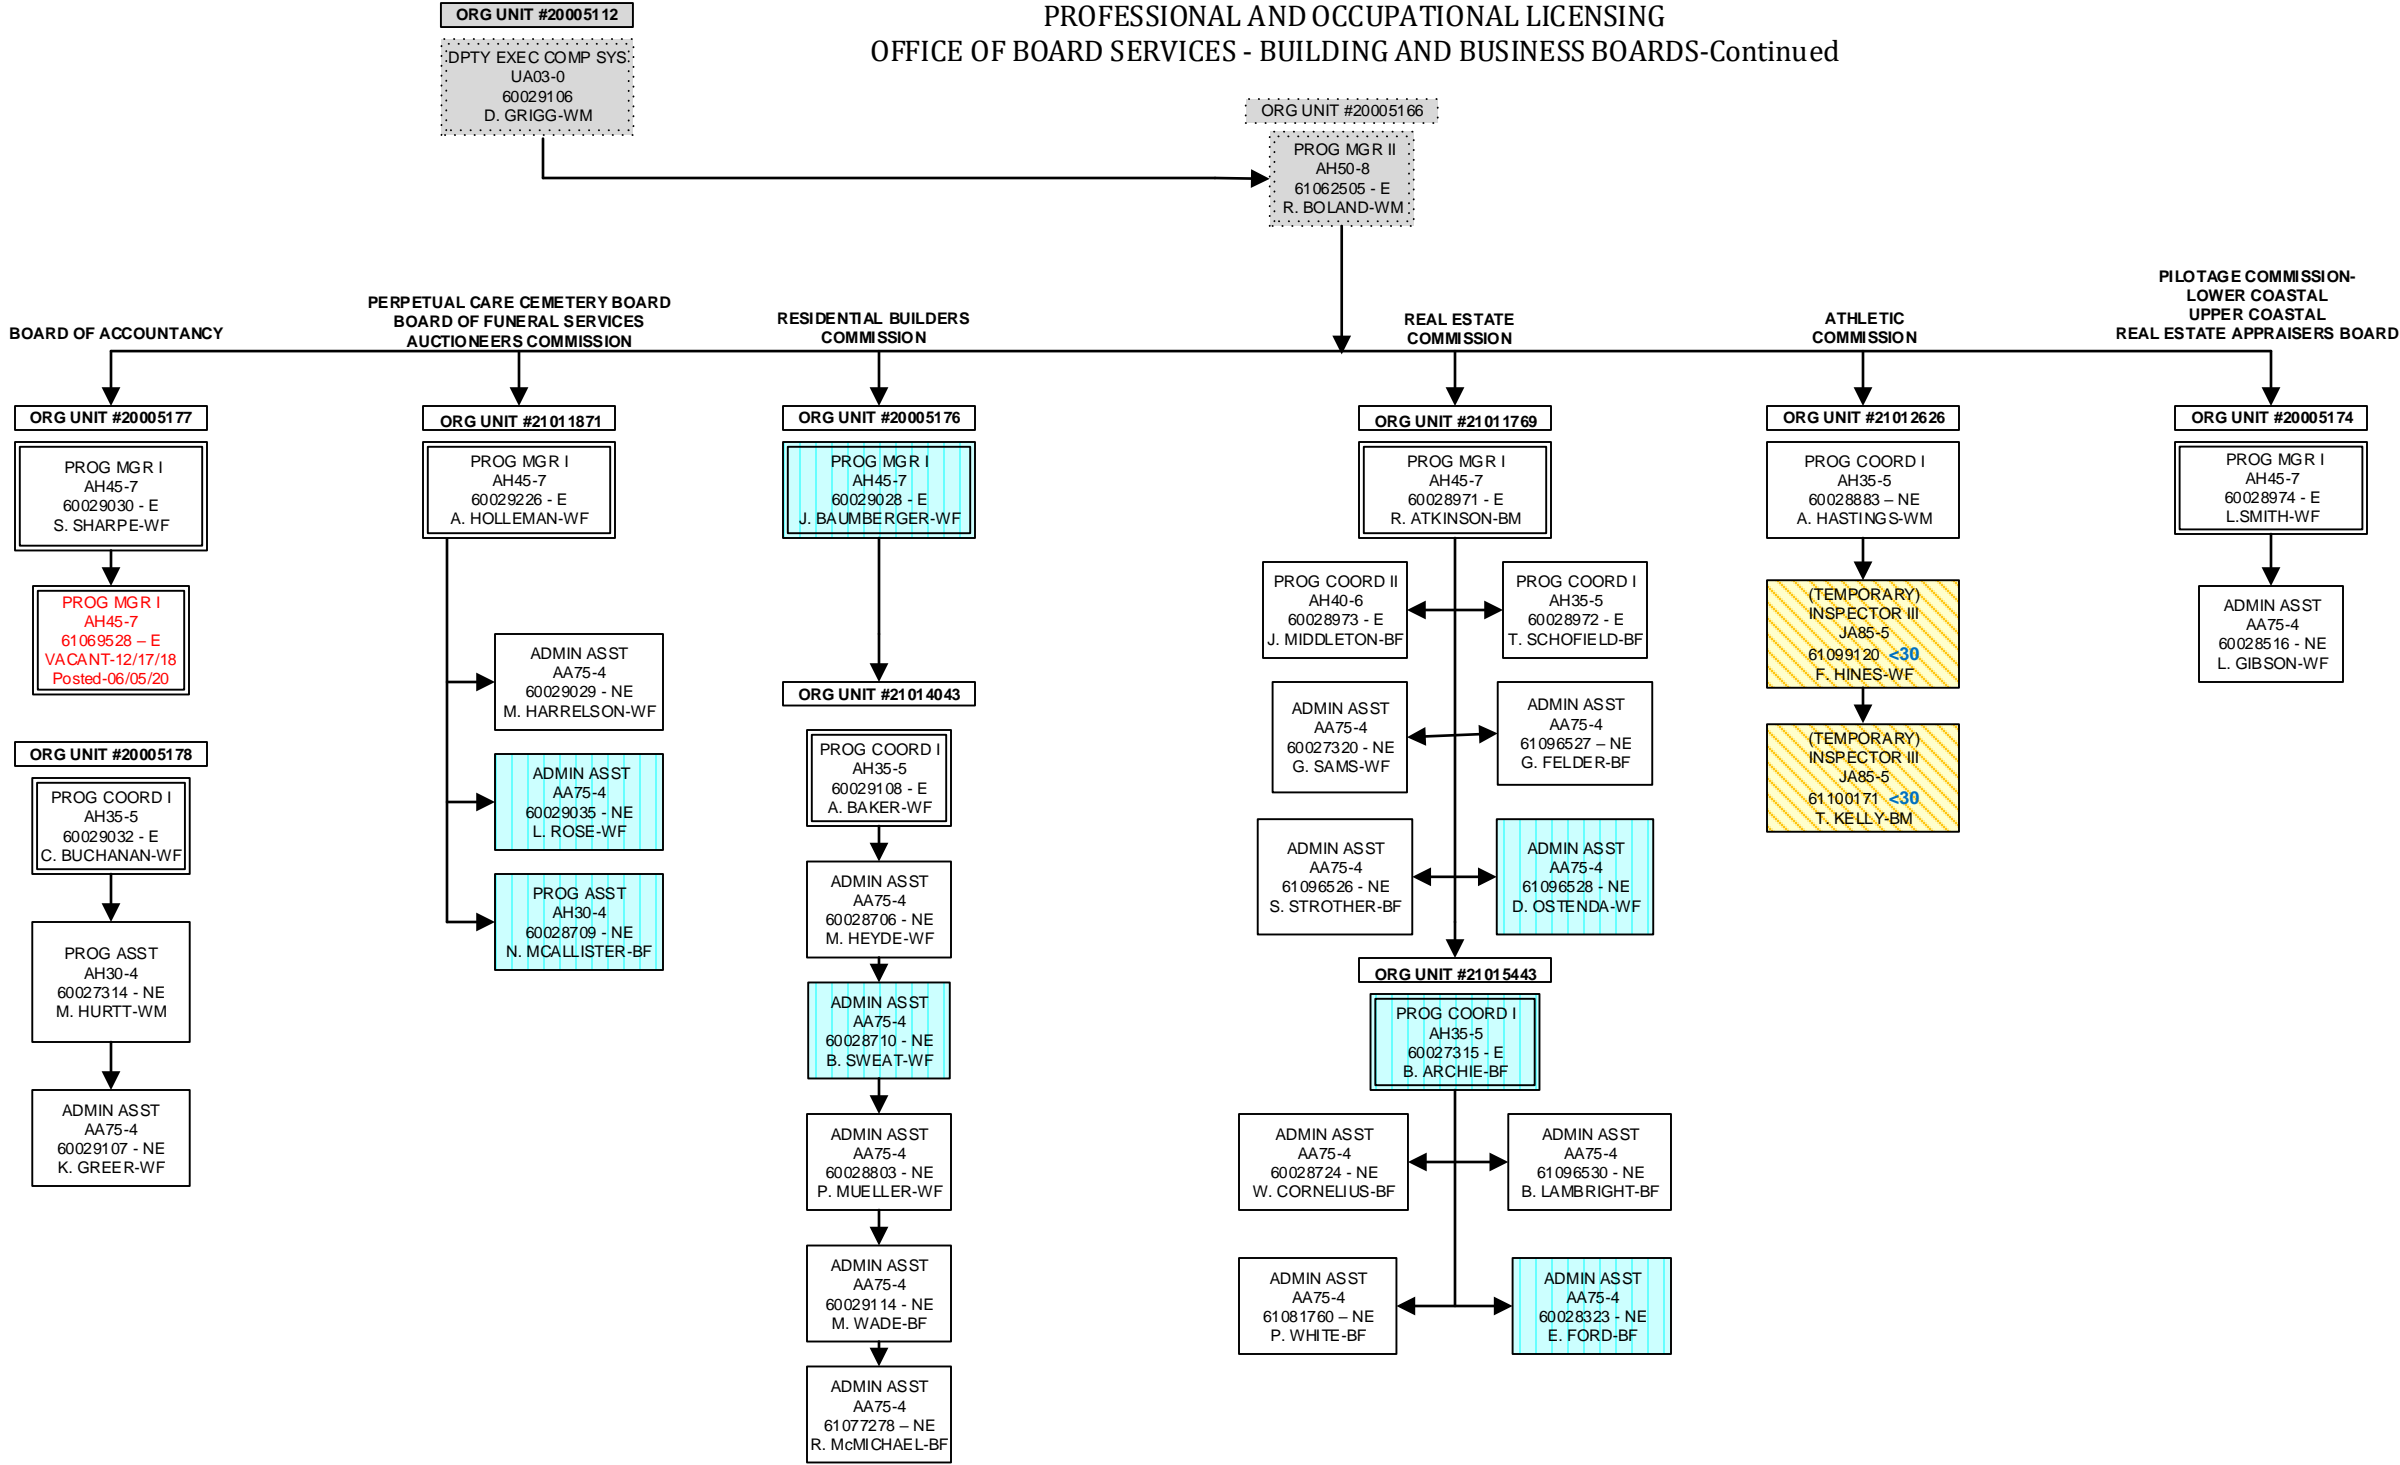 PROFESSIONAL AND OCCUPATIONAL LICENSING
OFFICE OF BOARD SERVICES - BUILDING AND BUSINESS BOARDS-Continued
ORG UNIT #20005112
DPTY EXEC COMP SYS
UA03-0
60029106
D. GRIGG-WM
ORG UNIT #20005166
PROG MGR II
AH50-8
61062505 - E
R. BOLAND-WM
BOARD OF ACCOUNTANCY
ORG UNIT #20005177
PROG MGR I
AH45-7
60029030 - E
S. SHARPE-WF
PROG MGR I
AH45-7
61069528 – E
VACANT-12/17/18
Posted-06/05/20
ORG UNIT #20005178
PROG COORD I
AH35-5
60029032 - E
C. BUCHANAN-WF
PROG ASST
AH30-4
60027314 - NE
M. HURTT-WM
ADMIN ASST
AA75-4
60029107 - NE
K. GREER-WF
PERPETUAL CARE CEMETERY BOARD
BOARD OF FUNERAL SERVICES
AUCTIONEERS COMMISSION
ORG UNIT #21011871
PROG MGR I
AH45-7
60029226 - E
A. HOLLEMAN-WF
ADMIN ASST
AA75-4
60029029 - NE
M. HARRELSON-WF
ADMIN ASST
AA75-4
60029035 - NE
L. ROSE-WF
PROG ASST
AH30-4
60028709 - NE
N. MCALLISTER-BF
RESIDENTIAL BUILDERS
COMMISSION
ORG UNIT #20005176
PROG MGR I
AH45-7
60029028 - E
J. BAUMBERGER-WF
ORG UNIT #21014043
PROG COORD I
AH35-5
60029108 - E
A. BAKER-WF
ADMIN ASST
AA75-4
60028706 - NE
M. HEYDE-WF
ADMIN ASST
AA75-4
60028710 - NE
B. SWEAT-WF
ADMIN ASST
AA75-4
60028803 - NE
P. MUELLER-WF
ADMIN ASST
AA75-4
60029114 - NE
M. WADE-BF
ADMIN ASST
AA75-4
61077278 – NE
R. McMICHAEL-BF
REAL ESTATE
COMMISSION
ORG UNIT #21011769
PROG MGR I
AH45-7
60028971 - E
R. ATKINSON-BM
PROG COORD II
AH40-6
60028973 - E
J. MIDDLETON-BF
PROG COORD I
AH35-5
60028972 - E
T. SCHOFIELD-BF
ADMIN ASST
AA75-4
60027320 - NE
G. SAMS-WF
ADMIN ASST
AA75-4
61096527 – NE
G. FELDER-BF
ADMIN ASST
AA75-4
61096526 - NE
S. STROTHER-BF
ADMIN ASST
AA75-4
61096528 - NE
D. OSTENDA-WF
ORG UNIT #21015443
PROG COORD I
AH35-5
60027315 - E
B. ARCHIE-BF
ADMIN ASST
AA75-4
60028724 - NE
W. CORNELIUS-BF
ADMIN ASST
AA75-4
61096530 - NE
B. LAMBRIGHT-BF
ADMIN ASST
AA75-4
61081760 – NE
P. WHITE-BF
ADMIN ASST
AA75-4
60028323 - NE
E. FORD-BF
ATHLETIC
COMMISSION
ORG UNIT #21012626
PROG COORD I
AH35-5
60028883 – NE
A. HASTINGS-WM
(TEMPORARY)
INSPECTOR III
JA85-5
61099120 <30
F. HINES-WF
(TEMPORARY)
INSPECTOR III
JA85-5
61100171 <30
T. KELLY-BM
PILOTAGE COMMISSION-
LOWER COASTAL
UPPER COASTAL
REAL ESTATE APPRAISERS BOARD
ORG UNIT #20005174
PROG MGR I
AH45-7
60028974 - E
L.SMITH-WF
ADMIN ASST
AA75-4
60028516 - NE
L. GIBSON-WF